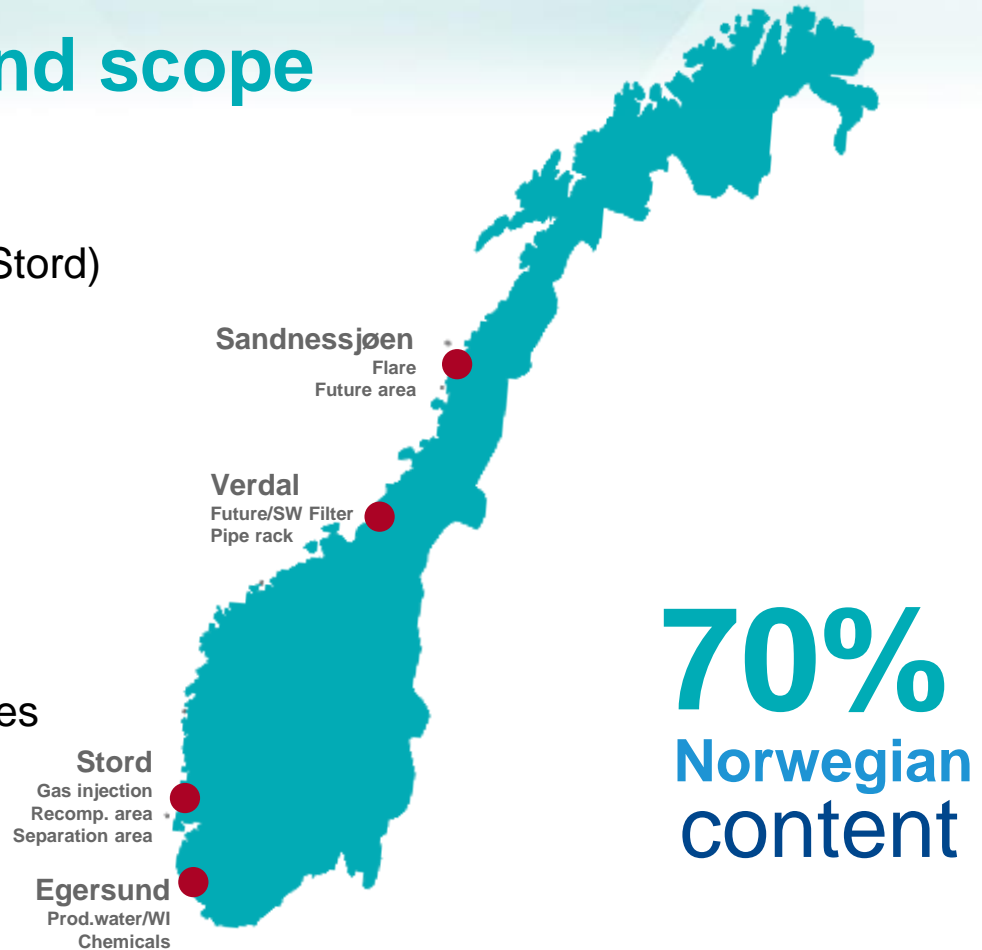 nd scope
Stord)
Sandnessjøen
Flare
Future area
Verdal
Future/SW Filter
Pipe rack
es
Stord
Gas injection
Recomp. area
Separation area
Egersund
Prod.water/WI
Chemicals
70%
Norwegian
content